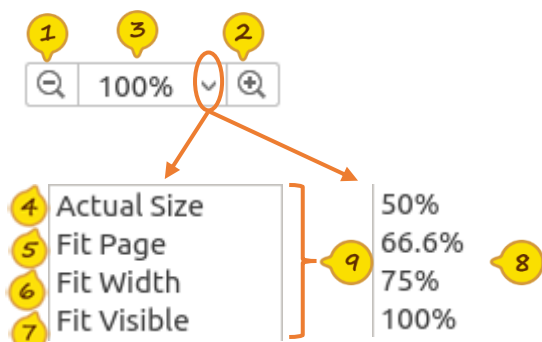 1 3 2
100%
4 Actual Size
5 Fit Page
6 Fit Width
7 Fit Visible
9
50%
66.6%
75%
100%
8